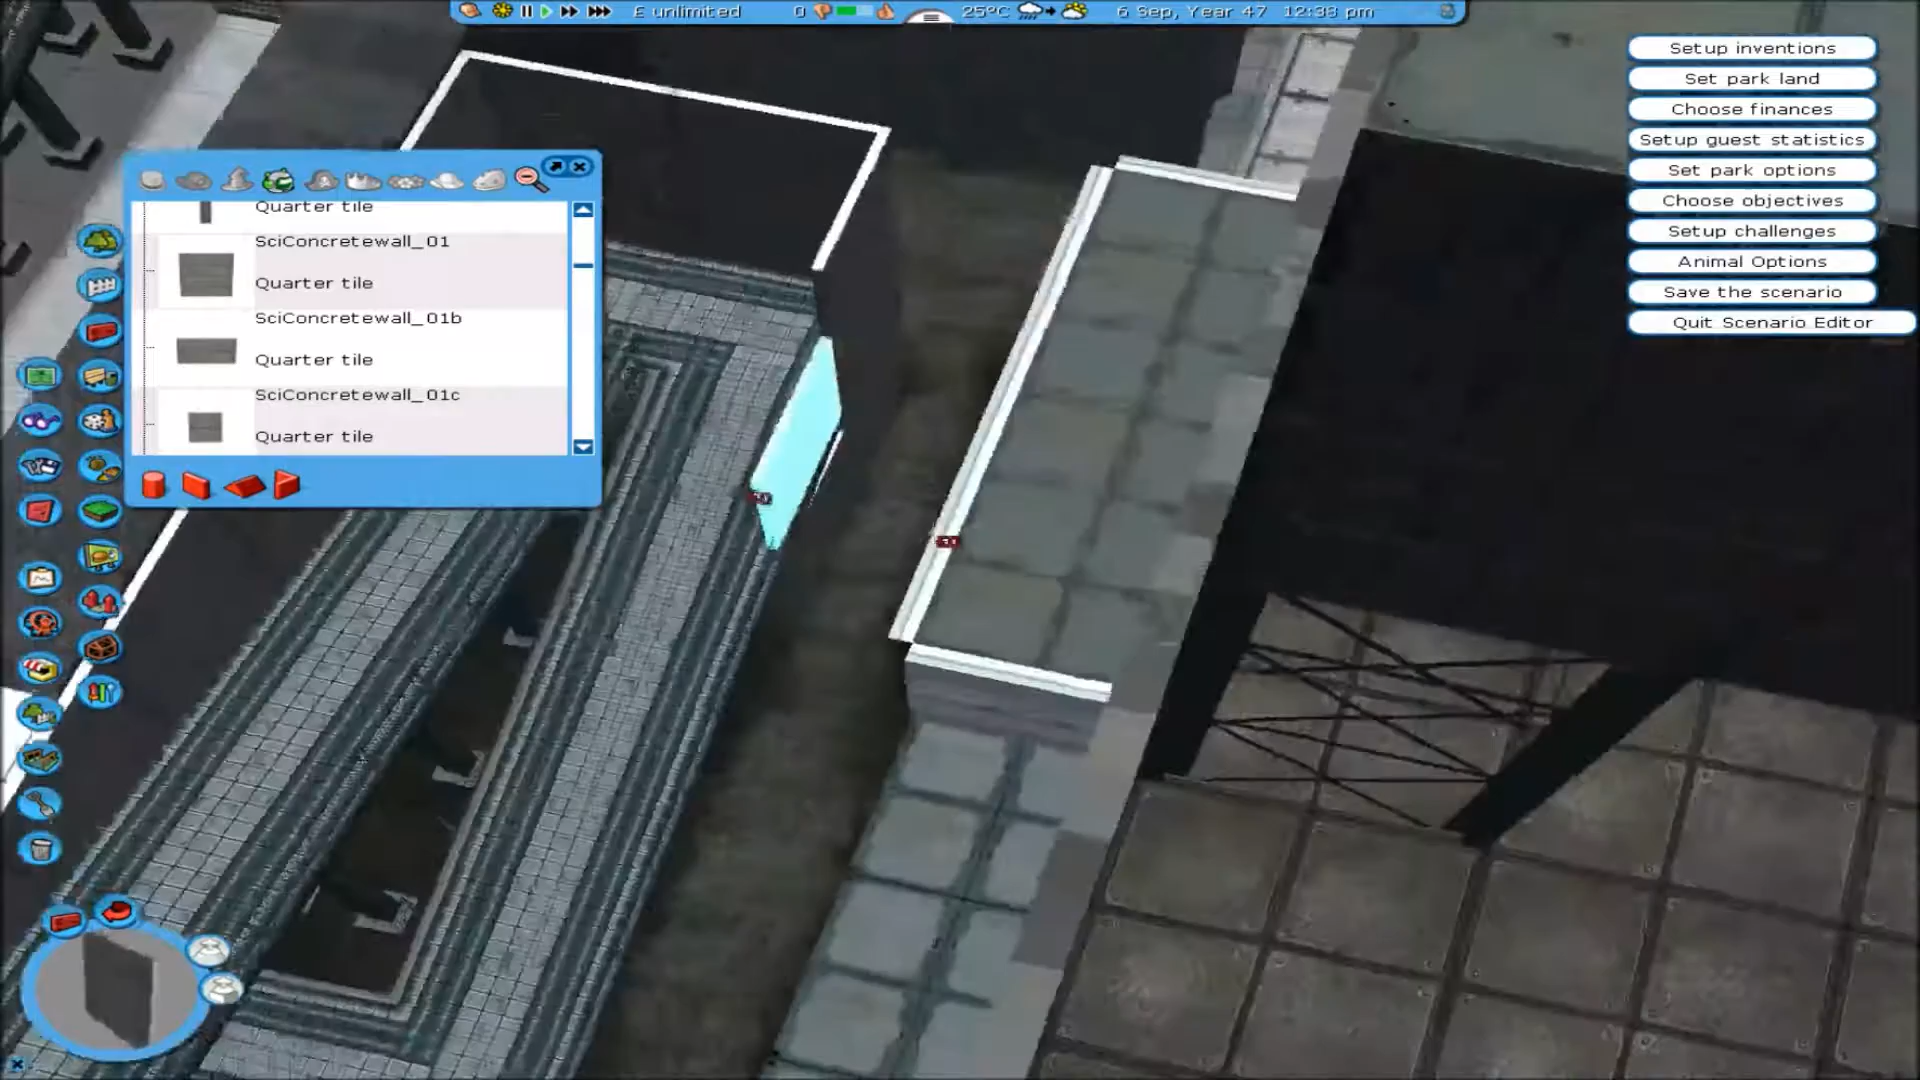 £ unlimited
0
25°C
6 Sep, Year 47 12:38 pm
Setup inventions
Set park land
Choose finances
Setup guest statistics
Set park options
Choose objectives
Setup challenges
Animal Options
Save the scenario
Quit Scenario Editor
Quarter tile
SciConcretewall_01
Quarter tile
SciConcretewall_01b
Quarter tile
SciConcretewall_01c
Quarter tile